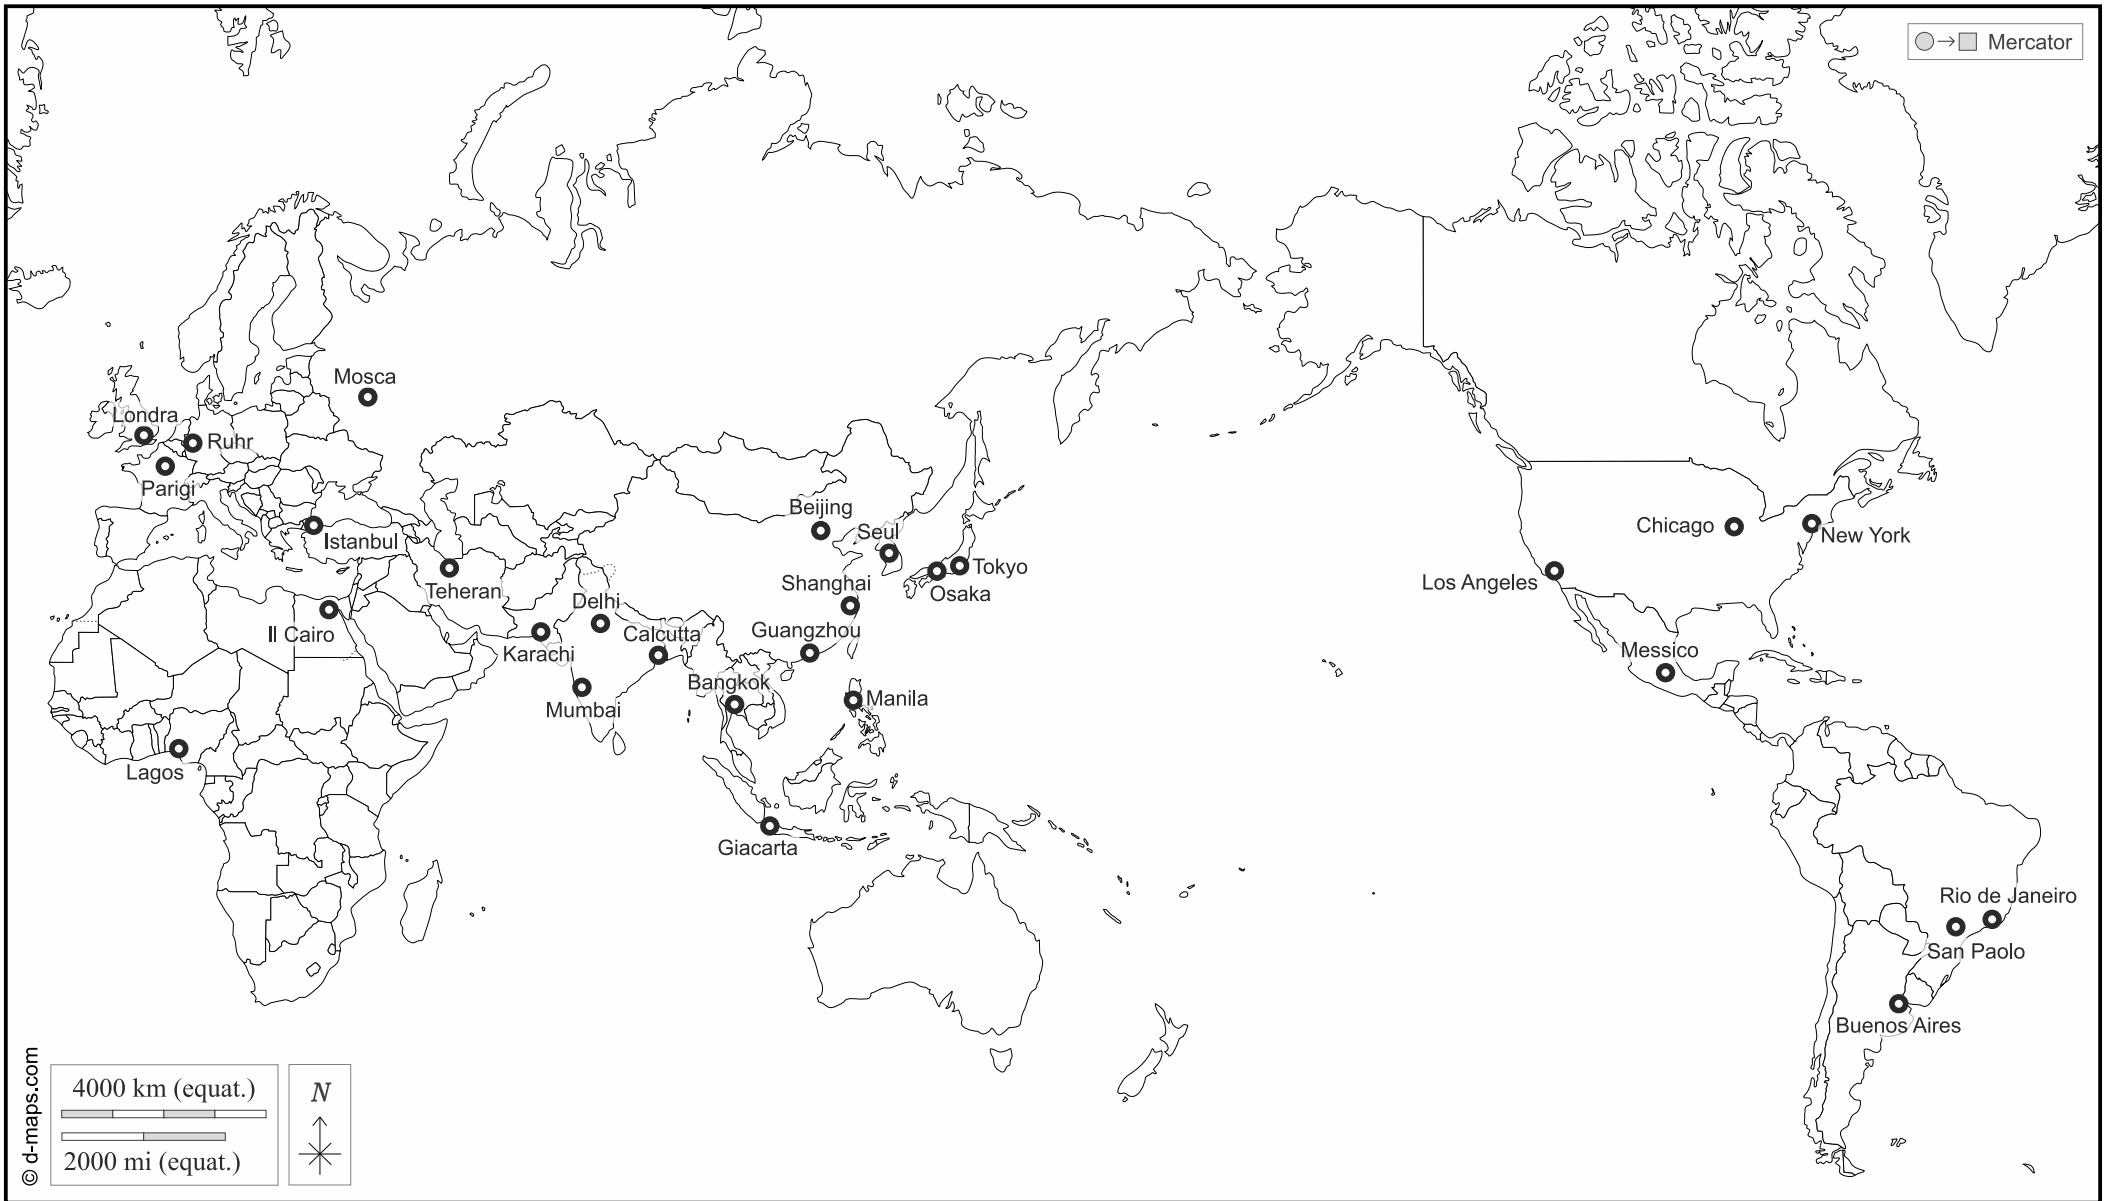 Mercator
Mosca
Londra
Ruhr
Parigi
Istanbul
Beijing
Seul
Chicago
New York
Tokyo
Los Angeles
Shanghai
Teheran
Osaka
Delhi
Il Cairo
Calcutta
Guangzhou
Karachi
Messico
Bangkok
Manila
Mumbai
Lagos
Giacarta
Rio de Janeiro
San Paolo
Buenos Aires
© d-maps.com
4000 km (equat.)
2000 mi (equat.)
N